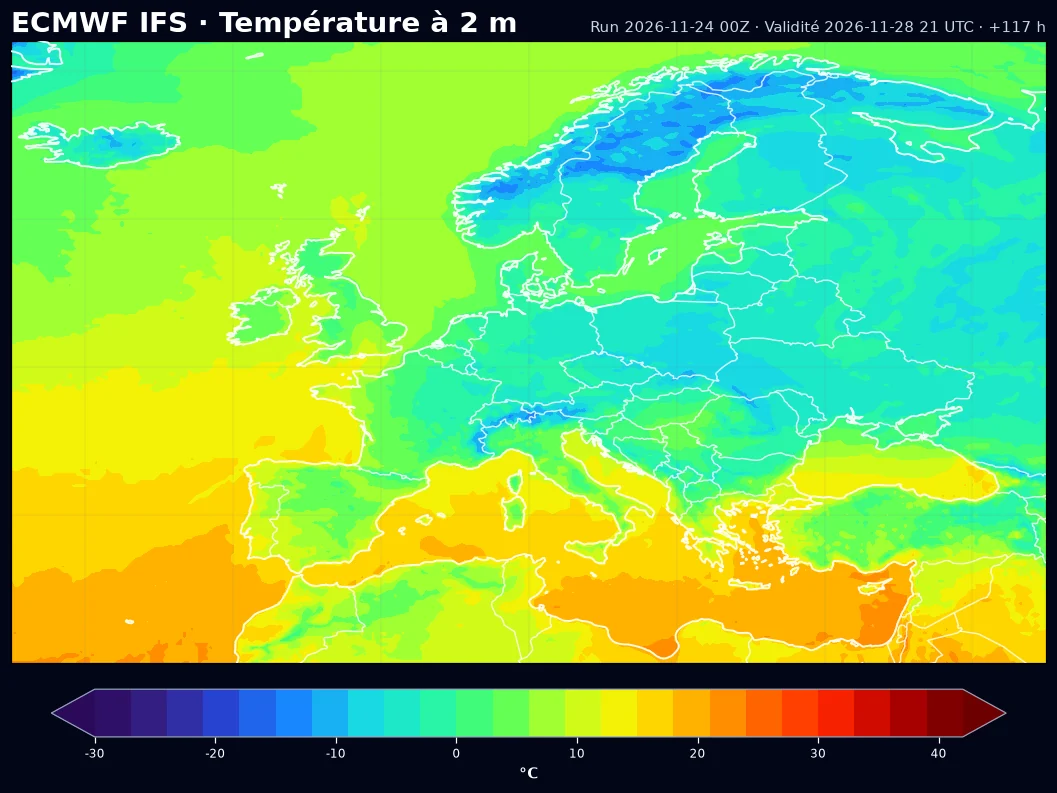 ECMWF IFS · Température à 2 m
Run 2026-11-24 00Z · Validité 2026-11-28 21 UTC · +117 h
-30 -20 -10 0 10 20 30 40
°C